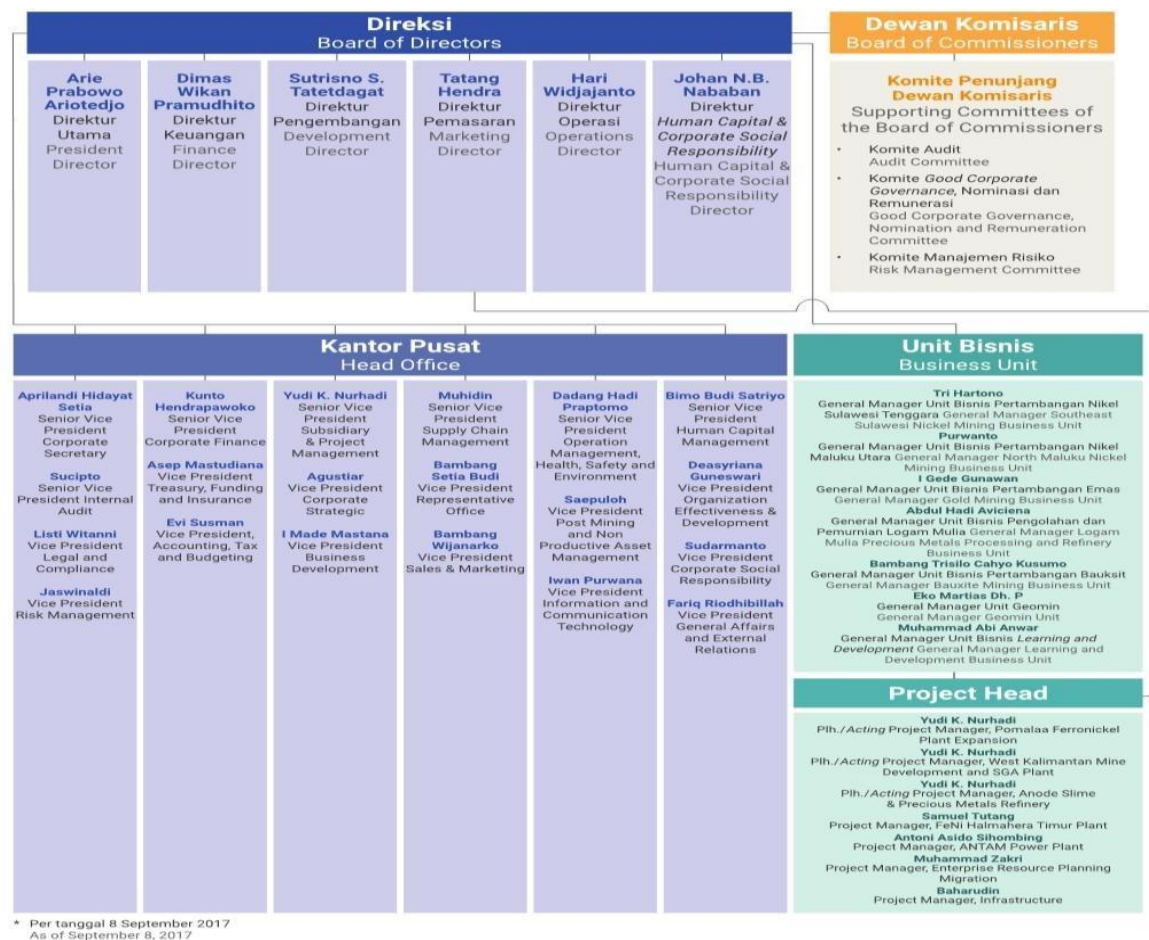 Direksi
Board of Directors
Arie
Prabowo
Ariotedjo
Direktur
Utama
President
Director
Dimas
Wikan
Pramudhito
Direktur
Keuangan
Finance
Director
Sutrisno S.
Tatetdagat
Direktur
Pengembangan
Development
Director
Tatang
Hendra
Direktur
Pemasaran
Marketing
Director
Hari
Widjajanto
Direktur
Operasi
Operations
Director
Johan N.B.
Nababan
Direktur
Human Capital &
Corporate Social
Responsibility
Human Capital &
Corporate Social
Responsibility
Director
Dewan Komisaris
Board of Commissioners
Komite Penunjang
Dewan Komisaris
Supporting Committees of
the Board of Commissioners
• Komite Audit
Audit Committee
• Komite Good Corporate
Governance, Nominasi dan
Remunerasi
Good Corporate Governance,
Nomination and Remuneration
Committee
• Komite Manajemen Risiko
Risk Management Committee
Kantor Pusat
Head Office
Aprilandi Hidayat
Setia
Senior Vice
President
Corporate
Secretary
Sucipto
Senior Vice
President Internal
Audit
Listi Witanni
Vice President
Legal and
Compliance
Jaswinaldi
Vice President
Risk Management
Kunto
Hendrapawoko
Senior Vice
President
Corporate Finance
Asep Mastudiana
Vice President
Treasury, Funding
and Insurance
Evi Susman
Vice President,
Accounting, Tax
and Budgeting
Yudi K. Nurhadi
Senior Vice
President
Subsidiary
& Project
Management
Agustiar
Vice President
Corporate
Strategic
I Made Mastana
Vice President
Business
Development
Muhidin
Senior Vice
President
Supply Chain
Management
Bambang
Setia Budi
Vice President
Representative
Office
Bambang
Wijanarko
Vice President
Sales & Marketing
Dadang Hadi
Praptomo
Senior Vice
President
Operation
Management,
Health, Safety and
Environment
Saepuloh
Vice President
Post Mining
and Non
Productive Asset
Management
Iwan Purwana
Vice President
Information and
Communication
Technology
Bimo Budi Satriyo
Senior Vice
President
Human Capital
Management
Deasyriana
Guneswari
Vice President
Organization
Effectiveness &
Development
Sudarmanto
Vice President
Corporate Social
Responsibility
Fariq Riodhibillah
Vice President
General Affairs
and External
Relations
Unit Bisnis
Business Unit
Tri Hartono
General Manager Unit Bisnis Pertambangan Nikel
Sulawesi Tenggara General Manager Southeast
Sulawesi Nickel Mining Business Unit
Purwanto
General Manager Unit Bisnis Pertambangan Nikel
Maluku Utara General Manager North Maluku Nickel
Mining Business Unit
I Gede Gunawan
General Manager Unit Bisnis Pertambangan Emas
General Manager Gold Mining Business Unit
Abdul Hadi Aviciena
General Manager Unit Bisnis Pengolahan dan
Pemurnian Logam Mulia General Manager Logam
Mulia Precious Metals Processing and Refinery
Business Unit
Bambang Trisilo Cahyo Kusumo
General Manager Unit Bisnis Pertambangan Bauksit
General Manager Bauxite Mining Business Unit
Eko Martias Dh. P
General Manager Unit Geomin
General Manager Geomin Unit
Muhammad Abi Anwar
General Manager Unit Bisnis Learning and
Development General Manager Learning and
Development Business Unit
Project Head
Yudi K. Nurhadi
Plh./Acting Project Manager, Pomalaa Ferronickel
Plant Expansion
Yudi K. Nurhadi
Plh./Acting Project Manager, West Kalimantan Mine
Development and SGA Plant
Yudi K. Nurhadi
Plh./Acting Project Manager, Anode Slime
& Precious Metals Refinery
Samuel Tutang
Project Manager, FeNi Halmahera Timur Plant
Antoni Asido Sihombing
Project Manager, ANTAM Power Plant
Muhammad Zakri
Project Manager, Enterprise Resource Planning
Migration
Baharudin
Project Manager, Infrastructure
* Per tanggal 8 September 2017
As of September 8, 2017